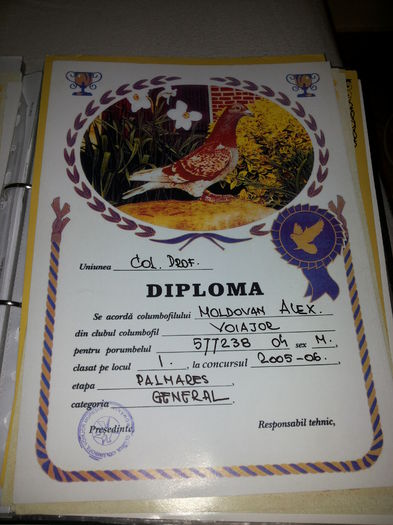 Uniunea COL. PROF.
DIPLOMA
Se acordă columbofilului MOLDOVAN ALEX.
din clubul columbofil VOIAJOR
pentru porumbelul 577238 04 sex M,
clasat pe locul I., la concursul 2005-06,
etapa PALMARES,
categoria GENERAL.
Președinte, Responsabil tehnic,